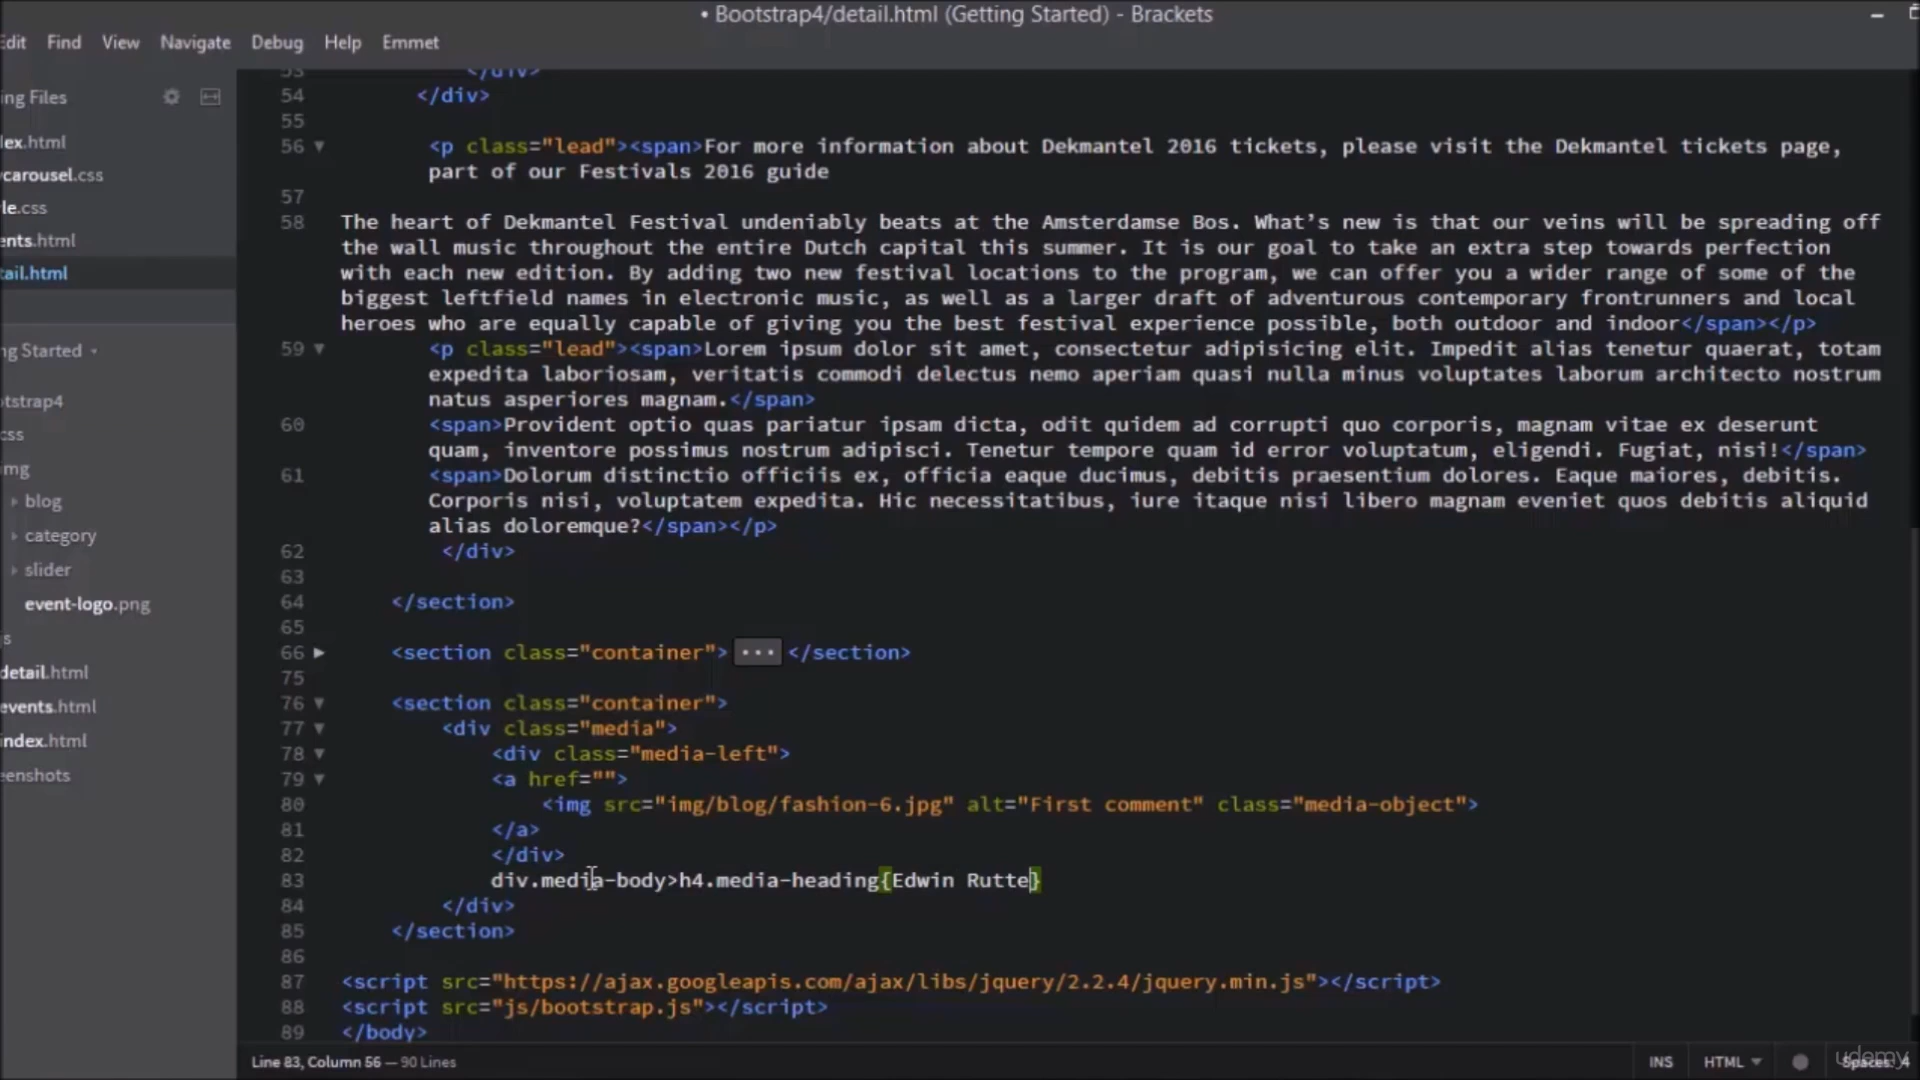 • Bootstrap4/detail.html (Getting Started) - Brackets
Edit Find View Navigate Debug Help Emmet
ing Files
ex.html
carousel.css
le.css
ents.html
tail.html
ng Started
otstrap4
css
img
blog
category
slider
event-logo.png
s
detail.html
events.html
index.html
eenshots
53 </div>
54 </div>
55
56 <p class="lead"><span>For more information about Dekmantel 2016 tickets, please visit the Dekmantel tickets page,
part of our Festivals 2016 guide
57
58 The heart of Dekmantel Festival undeniably beats at the Amsterdamse Bos. What’s new is that our veins will be spreading off
the wall music throughout the entire Dutch capital this summer. It is our goal to take an extra step towards perfection
with each new edition. By adding two new festival locations to the program, we can offer you a wider range of some of the
biggest leftfield names in electronic music, as well as a larger draft of adventurous contemporary frontrunners and local
heroes who are equally capable of giving you the best festival experience possible, both outdoor and indoor</span></p>
59 <p class="lead"><span>Lorem ipsum dolor sit amet, consectetur adipisicing elit. Impedit alias tenetur quaerat, totam
expedita laboriosam, veritatis commodi delectus nemo aperiam quasi nulla minus voluptates laborum architecto nostrum
natus asperiores magnam.</span>
60 <span>Provident optio quas pariatur ipsam dicta, odit quidem ad corrupti quo corporis, magnam vitae ex deserunt
quam, inventore possimus nostrum adipisci. Tenetur tempore quam id error voluptatum, eligendi. Fugiat, nisi!</span>
61 <span>Dolorum distinctio officiis ex, officia eaque ducimus, debitis praesentium dolores. Eaque maiores, debitis.
Corporis nisi, voluptatem expedita. Hic necessitatibus, iure itaque nisi libero magnam eveniet quos debitis aliquid
alias doloremque?</span></p>
62 </div>
63
64 </section>
65
66 <section class="container"> ••• </section>
75
76 <section class="container">
77 <div class="media">
78 <div class="media-left">
79 <a href="">
80 <img src="img/blog/fashion-6.jpg" alt="First comment" class="media-object">
81 </a>
82 </div>
83 div.media-body>h4.media-heading{Edwin Rutte}
84 </div>
85 </section>
86
87 <script src="https://ajax.googleapis.com/ajax/libs/jquery/2.2.4/jquery.min.js"></script>
88 <script src="js/bootstrap.js"></script>
89 </body>
Line 83, Column 56 — 90 Lines
INS HTML Spaces: 4
udemy